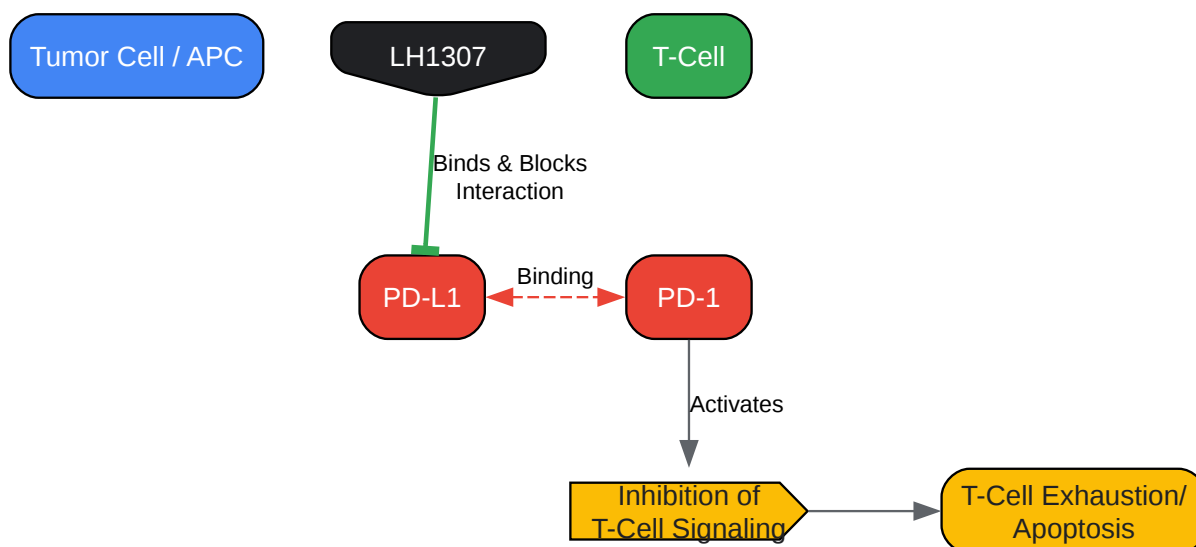 Tumor Cell / APC
LH1307
T-Cell
Binds & Blocks
Interaction
PD-L1
Binding
PD-1
Activates
Inhibition of
T-Cell Signaling
T-Cell Exhaustion/
Apoptosis